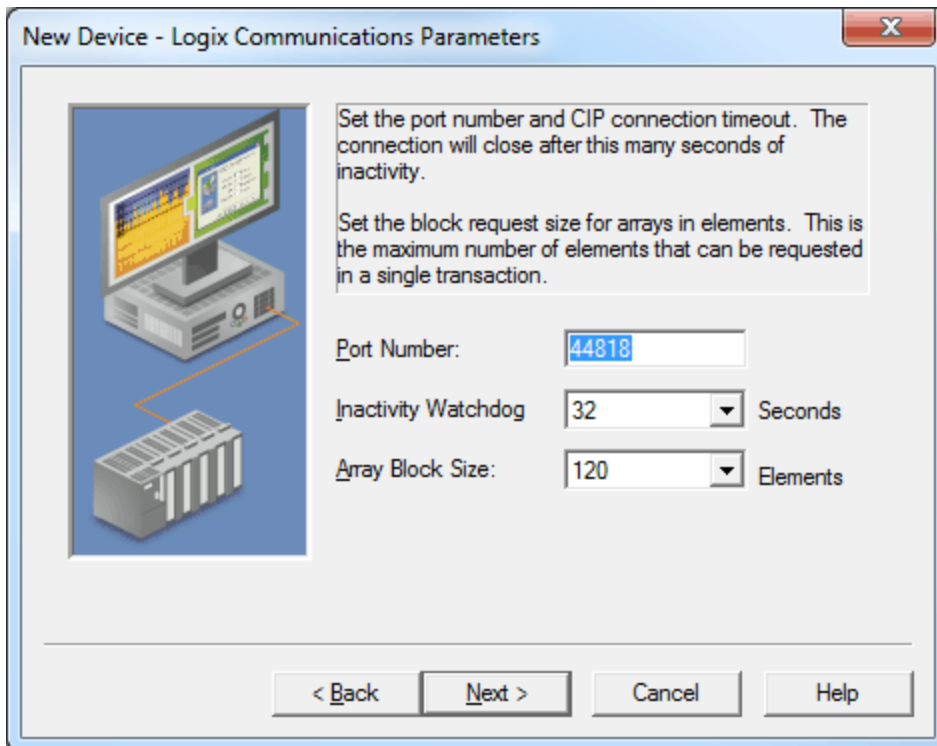 New Device - Logix Communications Parameters
Set the port number and CIP connection timeout. The
connection will close after this many seconds of
inactivity.
Set the block request size for arrays in elements. This is
the maximum number of elements that can be requested
in a single transaction.
Port Number: 44818
Inactivity Watchdog 32 Seconds
Array Block Size: 120 Elements
< Back Next > Cancel Help